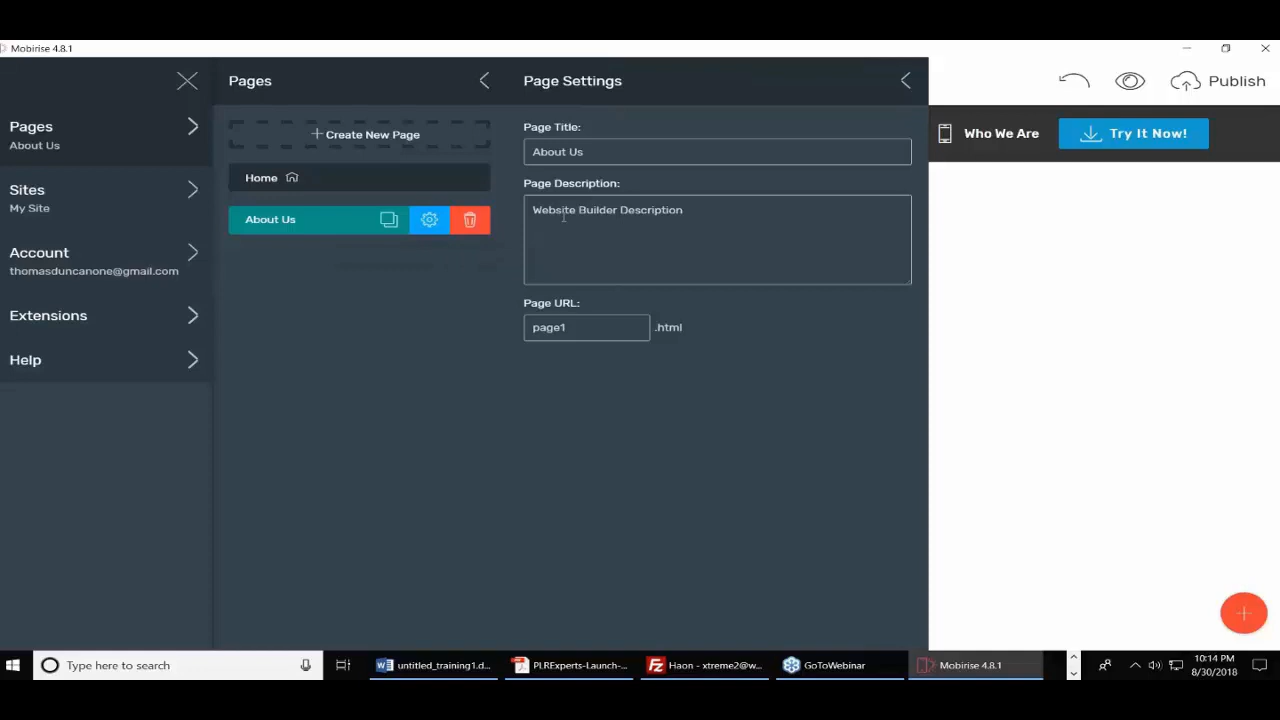 Mobirise 4.8.1
Pages
Page Settings
Publish
Pages
About Us
Create New Page
Page Title:
About Us
Who We Are
Try It Now!
Home
Page Description:
Website Builder Description
Sites
My Site
About Us
Account
thomasduncanone@gmail.com
Page URL:
page1
.html
Extensions
Help
Type here to search
untitled_training1.d...
PLRExperts-Launch-...
Haon - xtreme2@w...
GoToWebinar
Mobirise 4.8.1
10:14 PM
8/30/2018